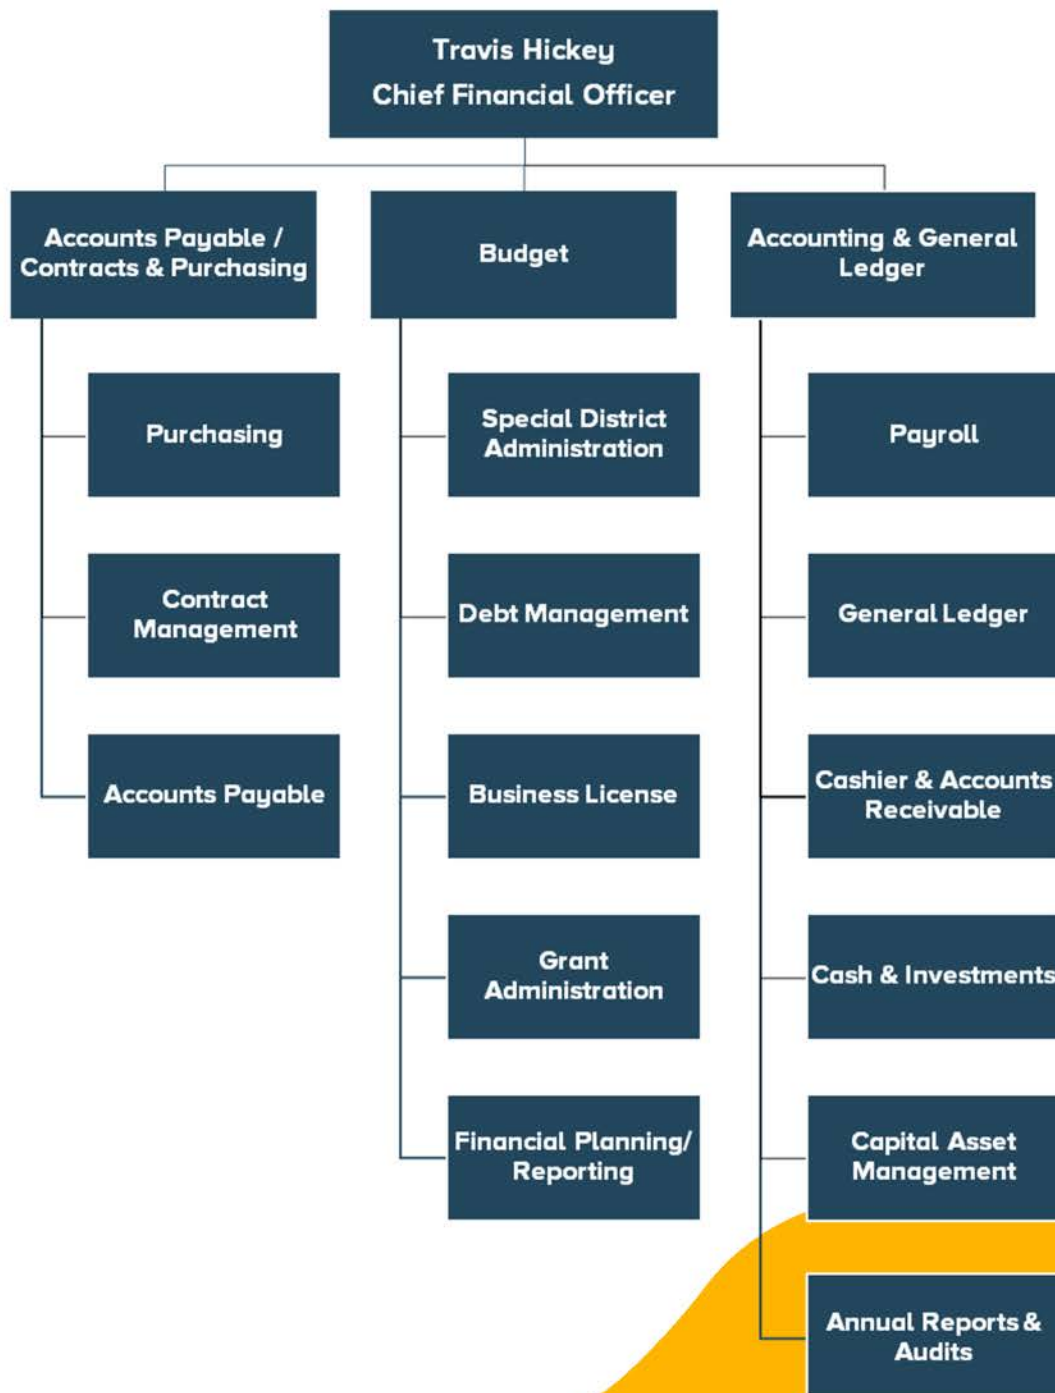 Travis Hickey
Chief Financial Officer
Accounts Payable /
Contracts & Purchasing
Purchasing
Contract
Management
Accounts Payable
Budget
Special District
Administration
Debt Management
Business License
Grant
Administration
Financial Planning/
Reporting
Accounting & General
Ledger
Payroll
General Ledger
Cashier & Accounts
Receivable
Cash & Investments
Capital Asset
Management
Annual Reports &
Audits